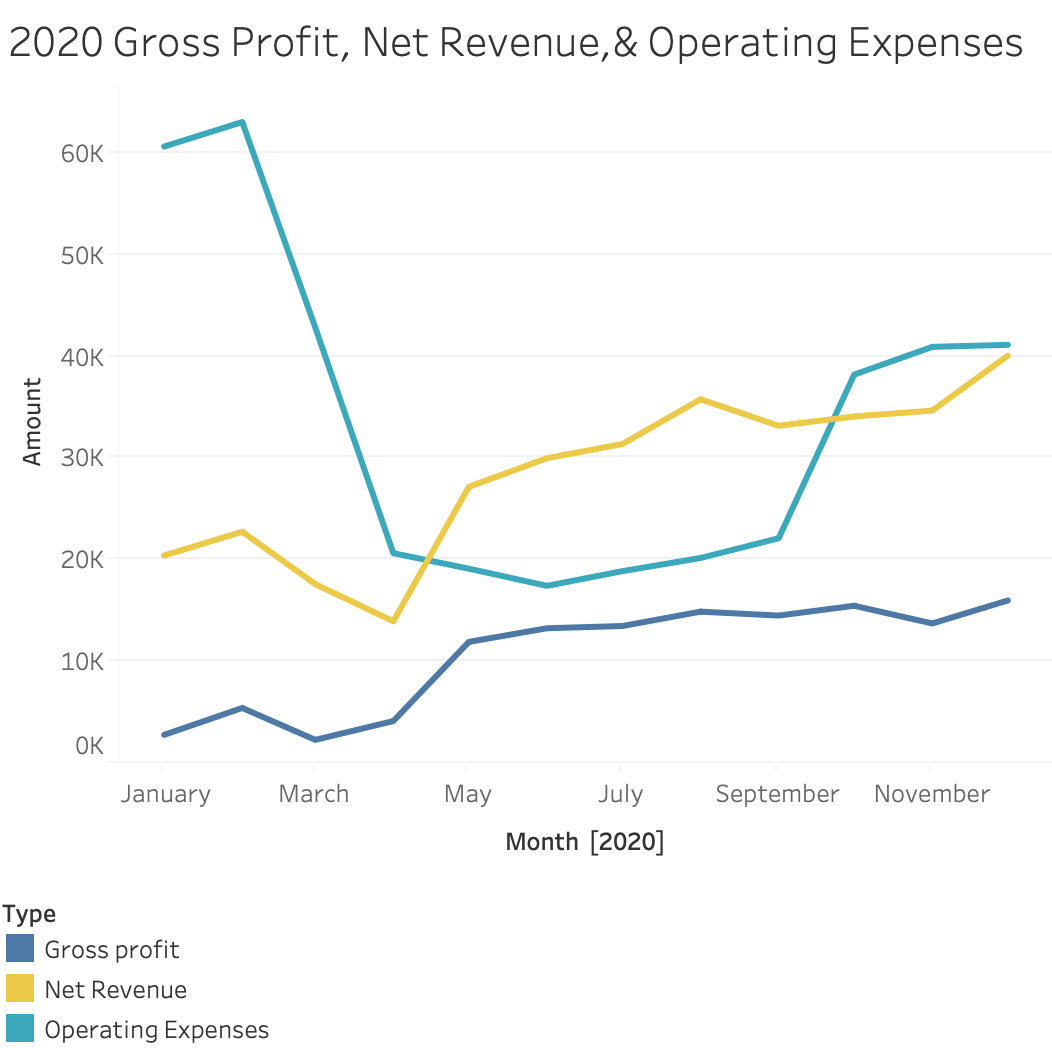 2020 Gross Profit, Net Revenue,& Operating Expenses
60K
50K
40K
30K
20K
10K
0K
Amount
January March May July September November
Month [2020]
Type
Gross profit
Net Revenue
Operating Expenses